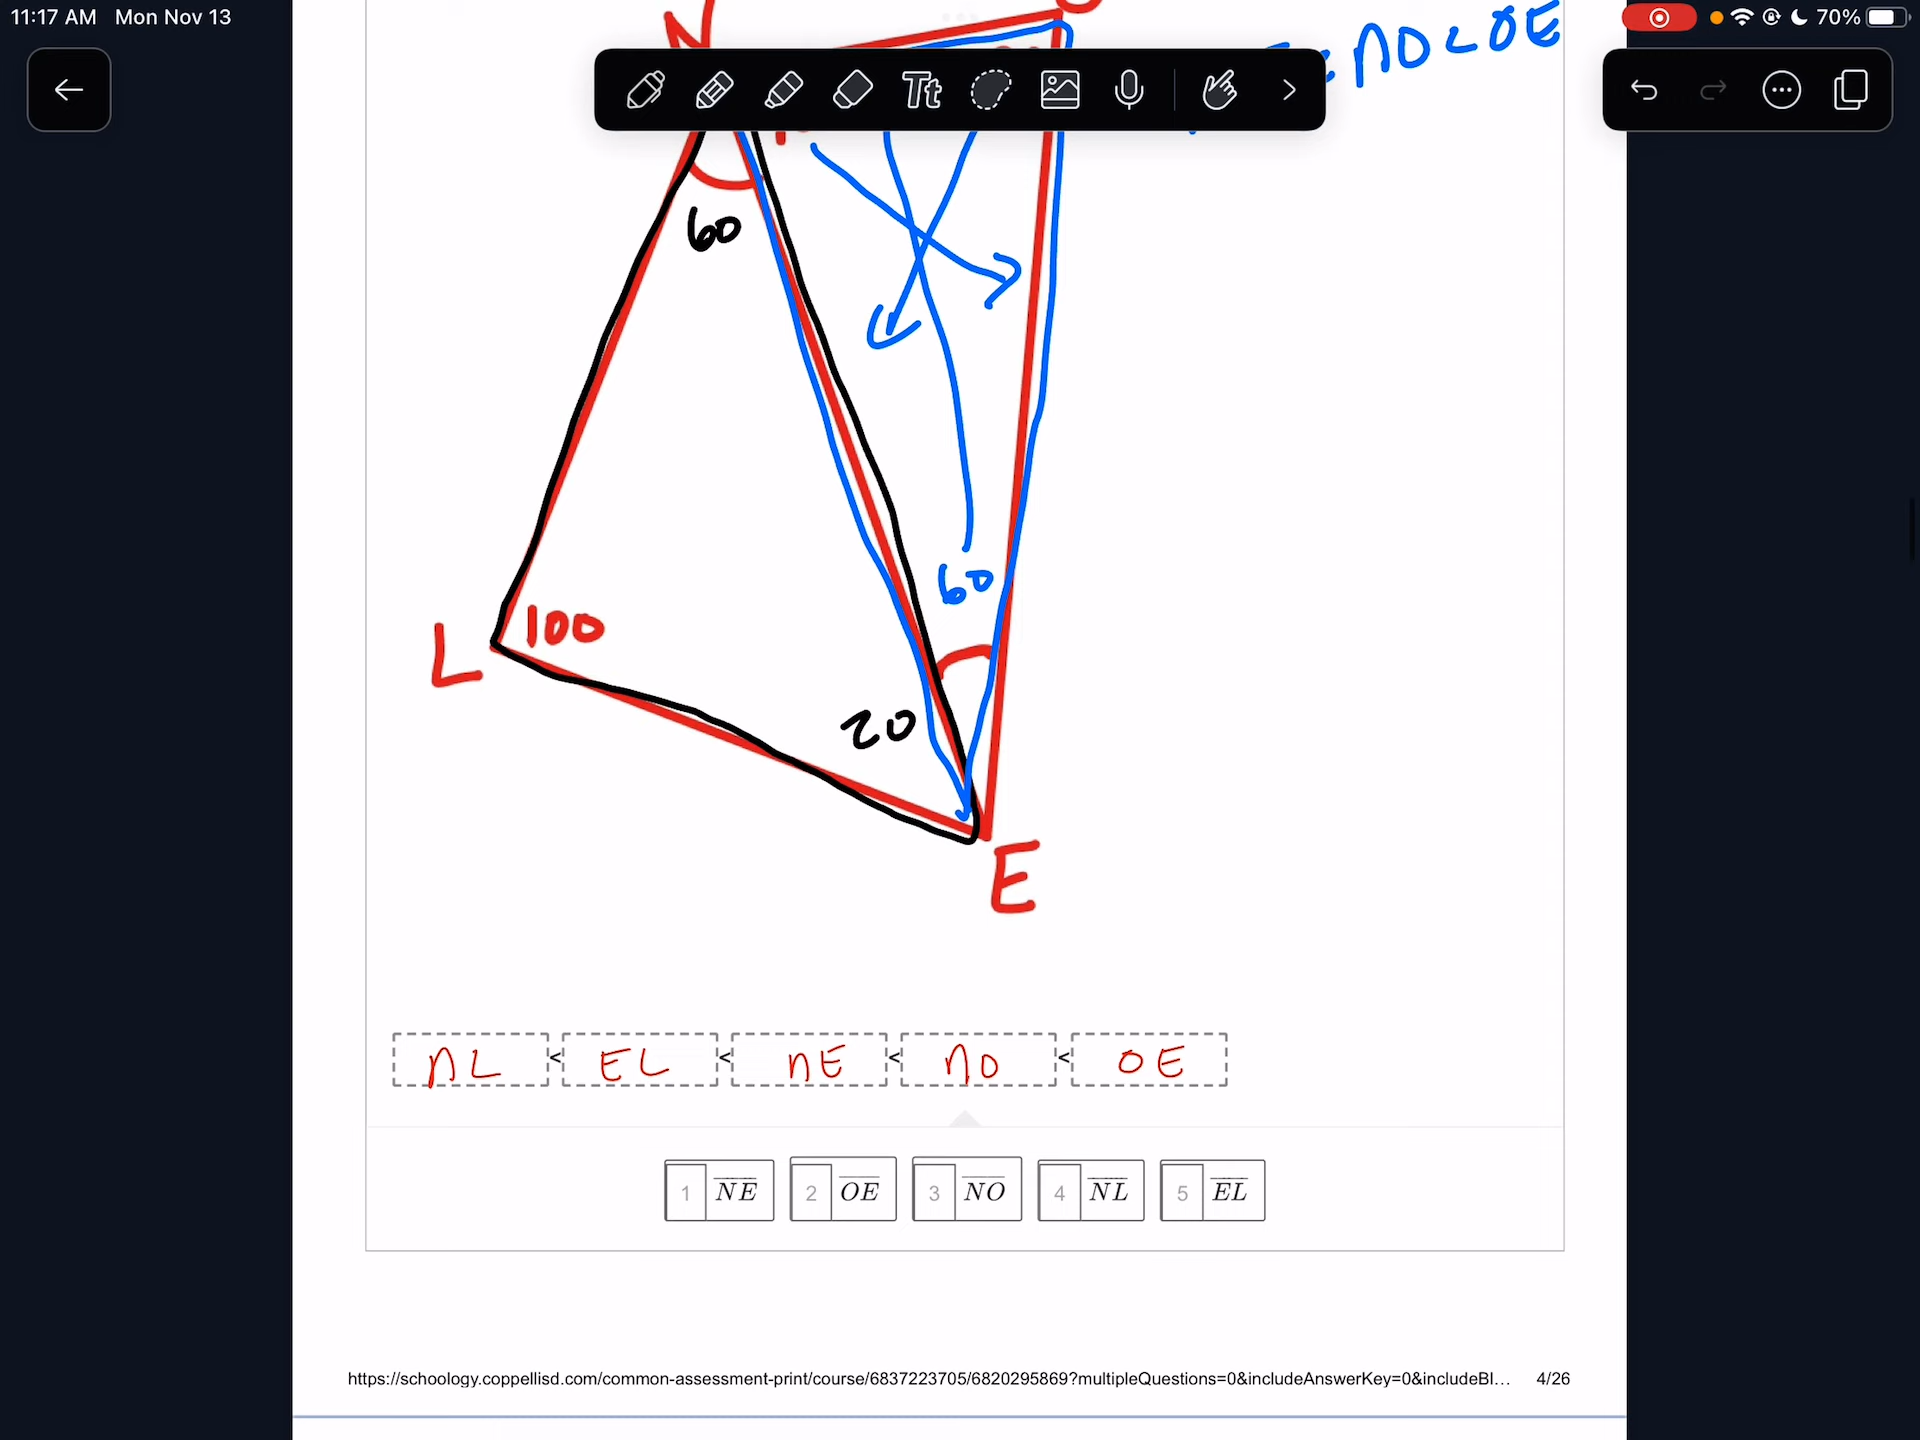 11:17 AM Mon Nov 13
70%
N
NO<OE
Tt
60
60
L
100
20
E
NL < EL < NE < NO < OE
1 NE 2 OE 3 NO 4 NL 5 EL
https://schoology.coppellisd.com/common-assessment-print/course/6837223705/6820295869?multipleQuestions=0&includeAnswerKey=0&includeBl… 4/26